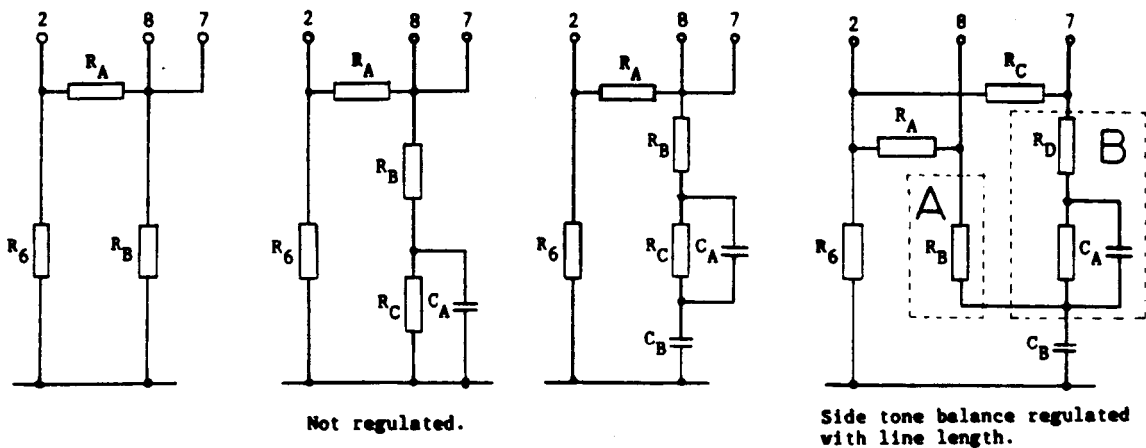 2 8 7
R_A
R_6 R_B
2 8 7
R_A
R_B
R_6
R_C C_A
Not regulated.
2 8 7
R_A
R_B
R_6 R_C C_A
C_B
2 8 7
R_C
R_A
R_D B
A
R_6 R_B C_A
C_B
Side tone balance regulated
with line length.